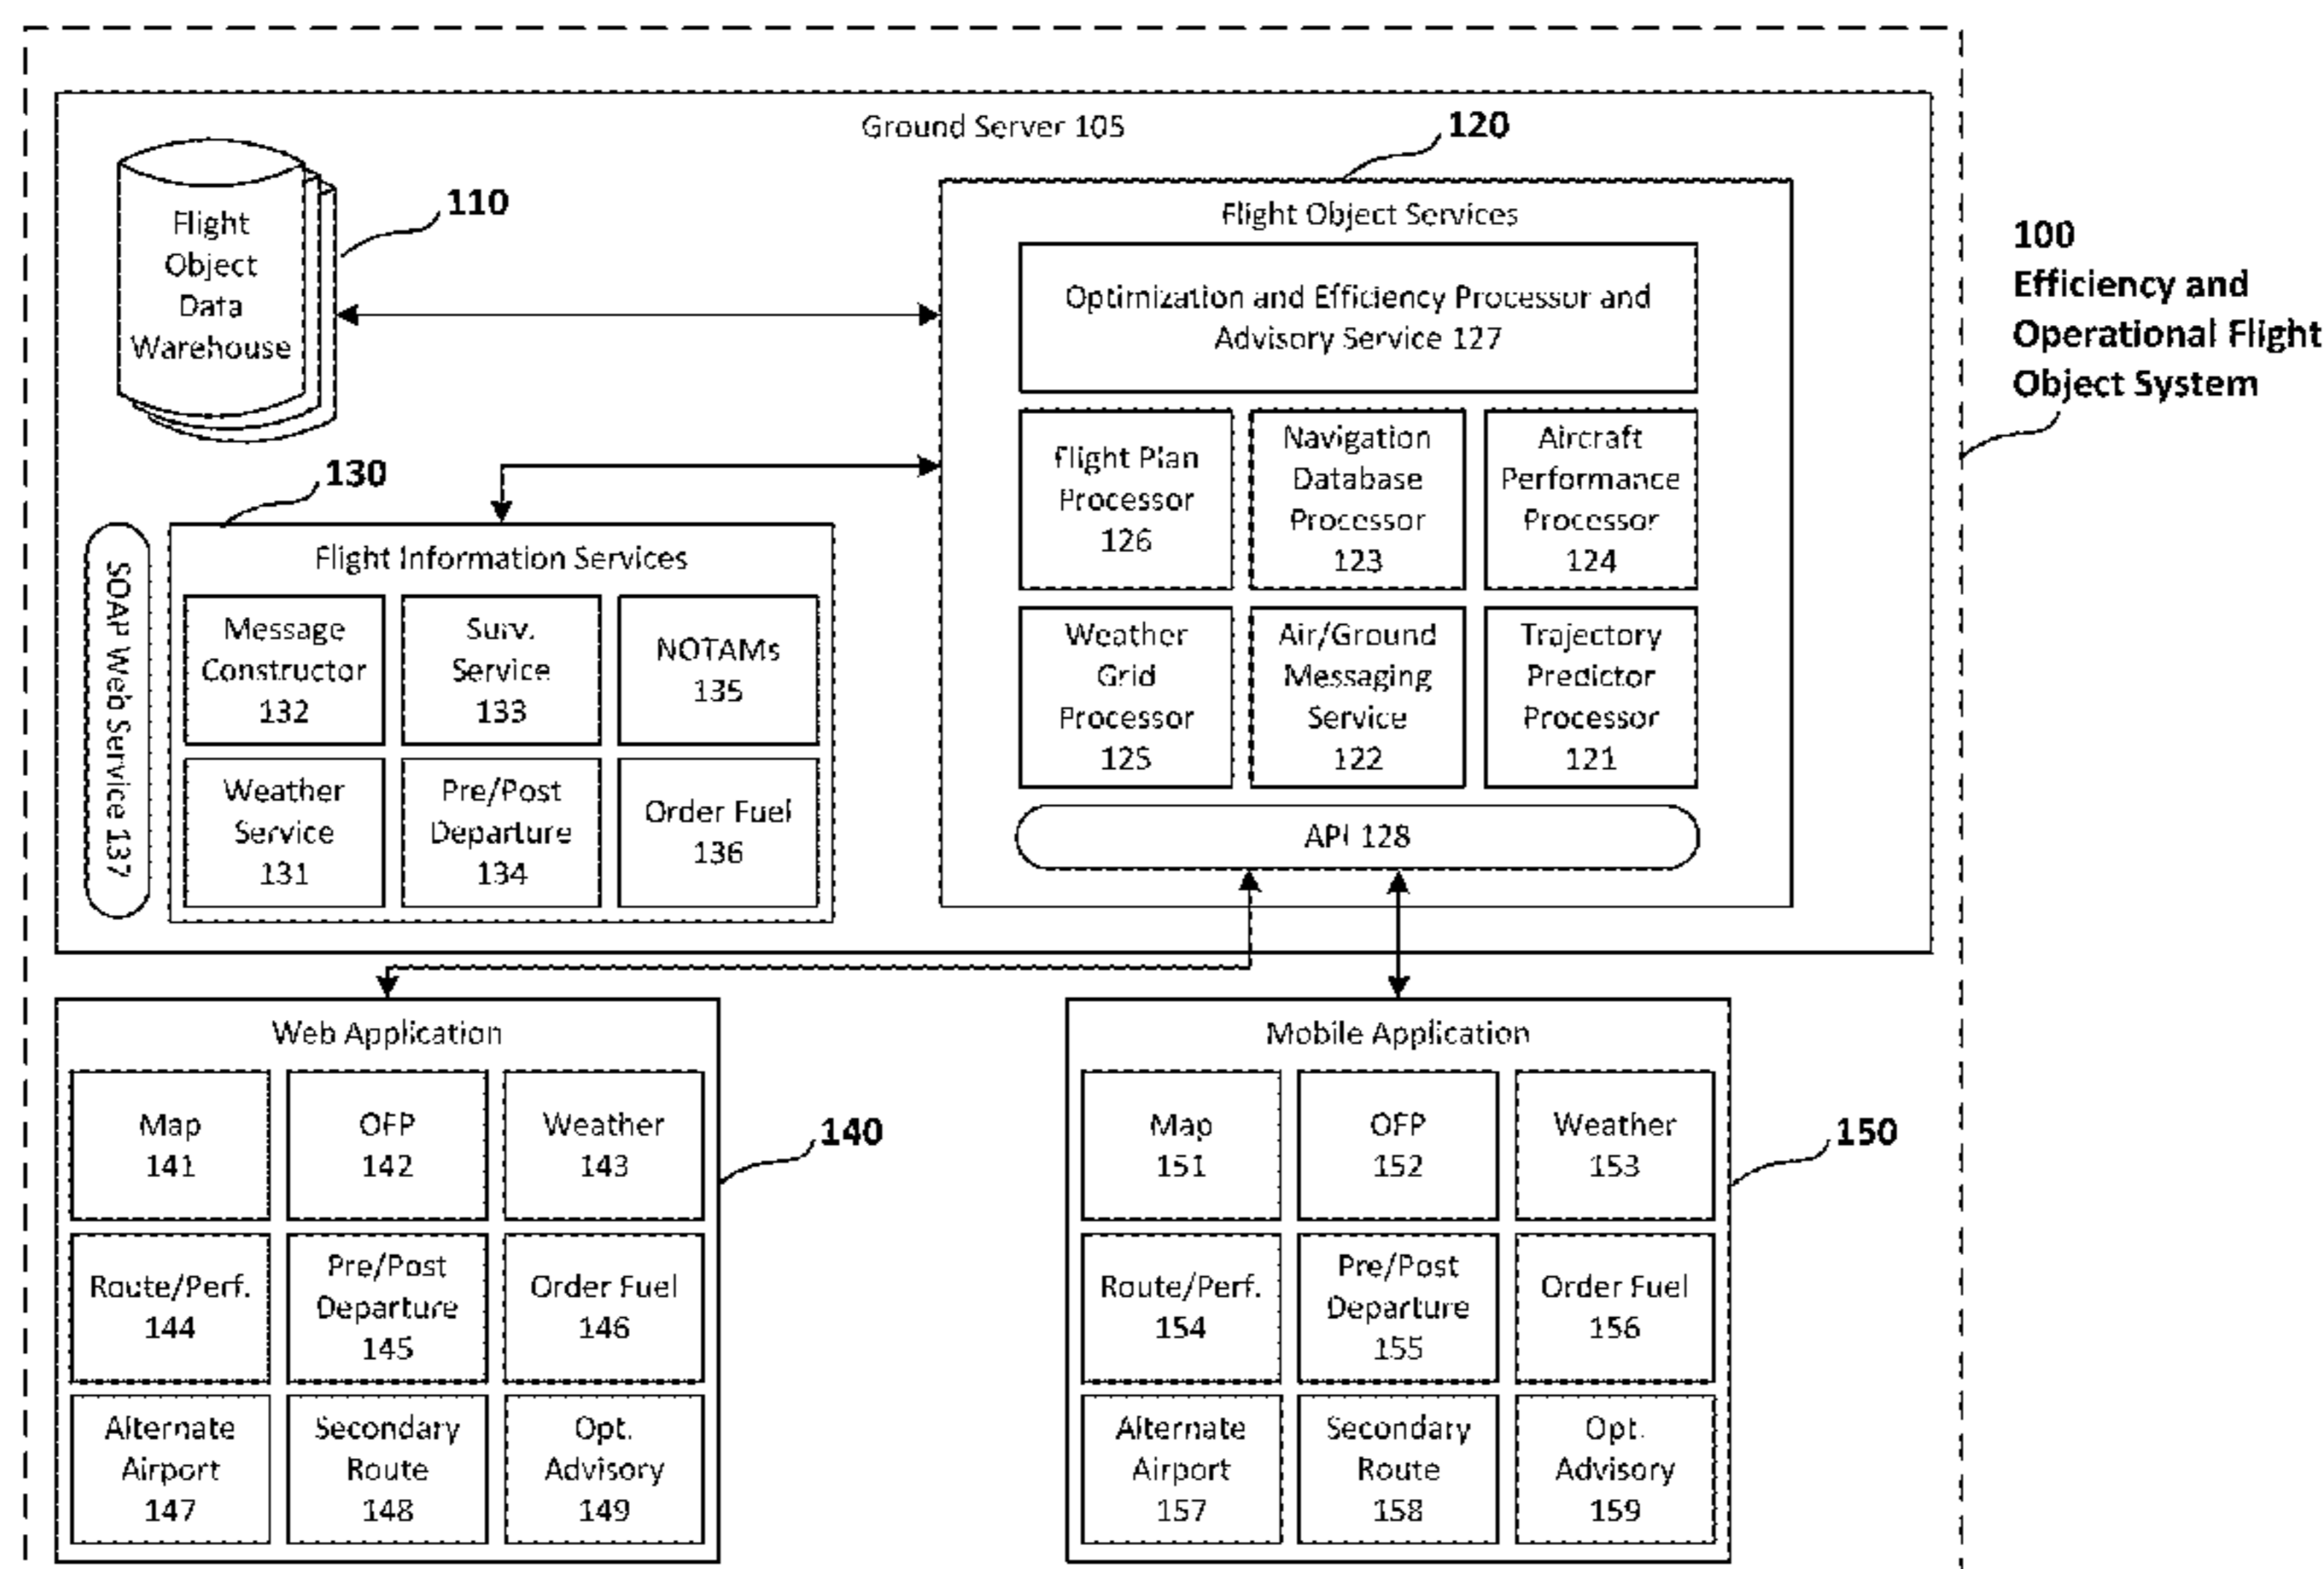 Ground Server 105
120
110
Flight
Object
Data
Warehouse
Flight Object Services
Optimization and Efficiency Processor and
Advisory Service 127
Flight Plan
Processor
126
Navigation
Database
Processor
123
Aircraft
Performance
Processor
124
Weather
Grid
Processor
125
Air/Ground
Messaging
Service
122
Trajectory
Predictor
Processor
121
API 128
100
Efficiency and
Operational Flight
Object System
130
SOAP Web Service 137
Flight Information Services
Message
Constructor
132
Surv.
Service
133
NOTAMs
135
Weather
Service
131
Pre/Post
Departure
134
Order Fuel
136
Web Application
Map
141
OFP
142
Weather
143
Route/Perf.
144
Pre/Post
Departure
145
Order Fuel
146
Alternate
Airport
147
Secondary
Route
148
Opt.
Advisory
149
140
Mobile Application
Map
151
OFP
152
Weather
153
Route/Perf.
154
Pre/Post
Departure
155
Order Fuel
156
Alternate
Airport
157
Secondary
Route
158
Opt.
Advisory
159
150